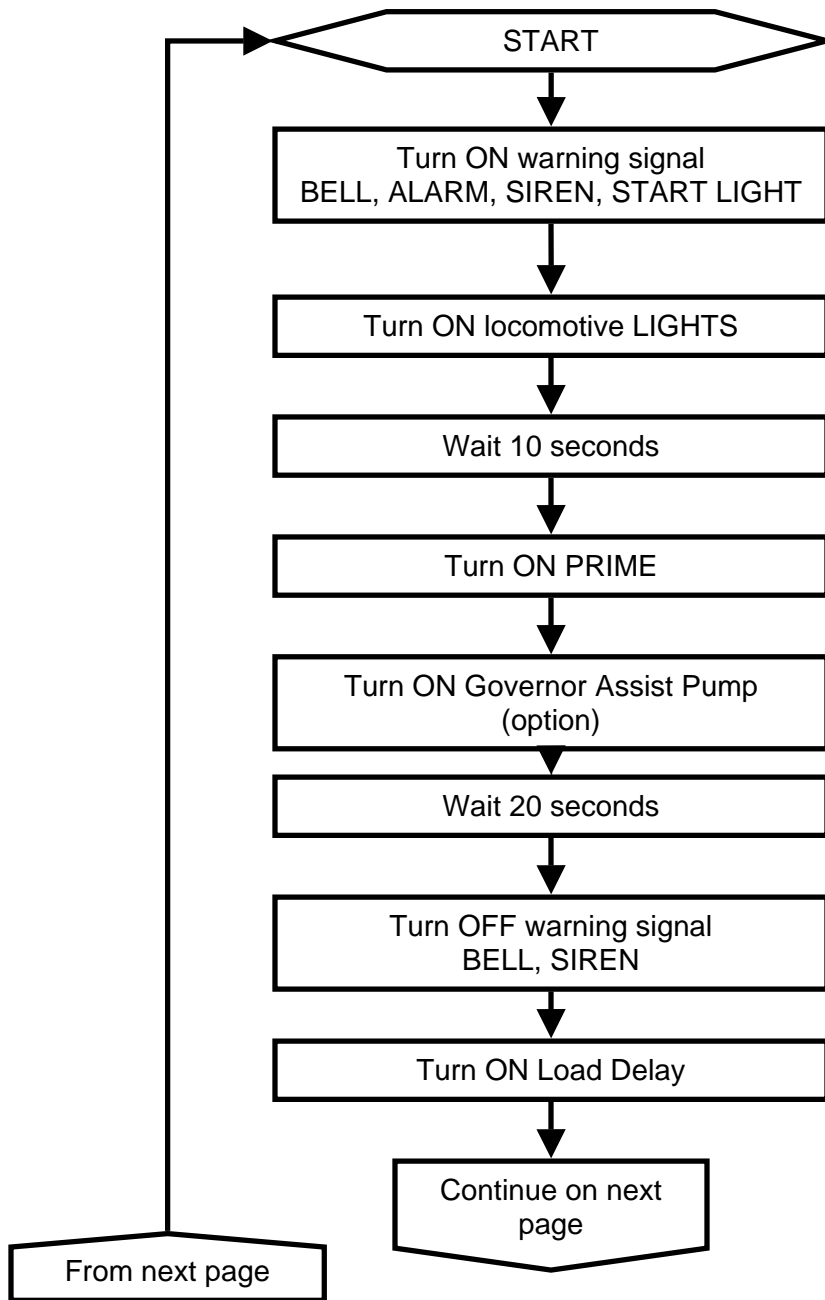 START
Turn ON warning signal
BELL, ALARM, SIREN, START LIGHT
Turn ON locomotive LIGHTS
Wait 10 seconds
Turn ON PRIME
Turn ON Governor Assist Pump
(option)
Wait 20 seconds
Turn OFF warning signal
BELL, SIREN
Turn ON Load Delay
Continue on next
page
From next page